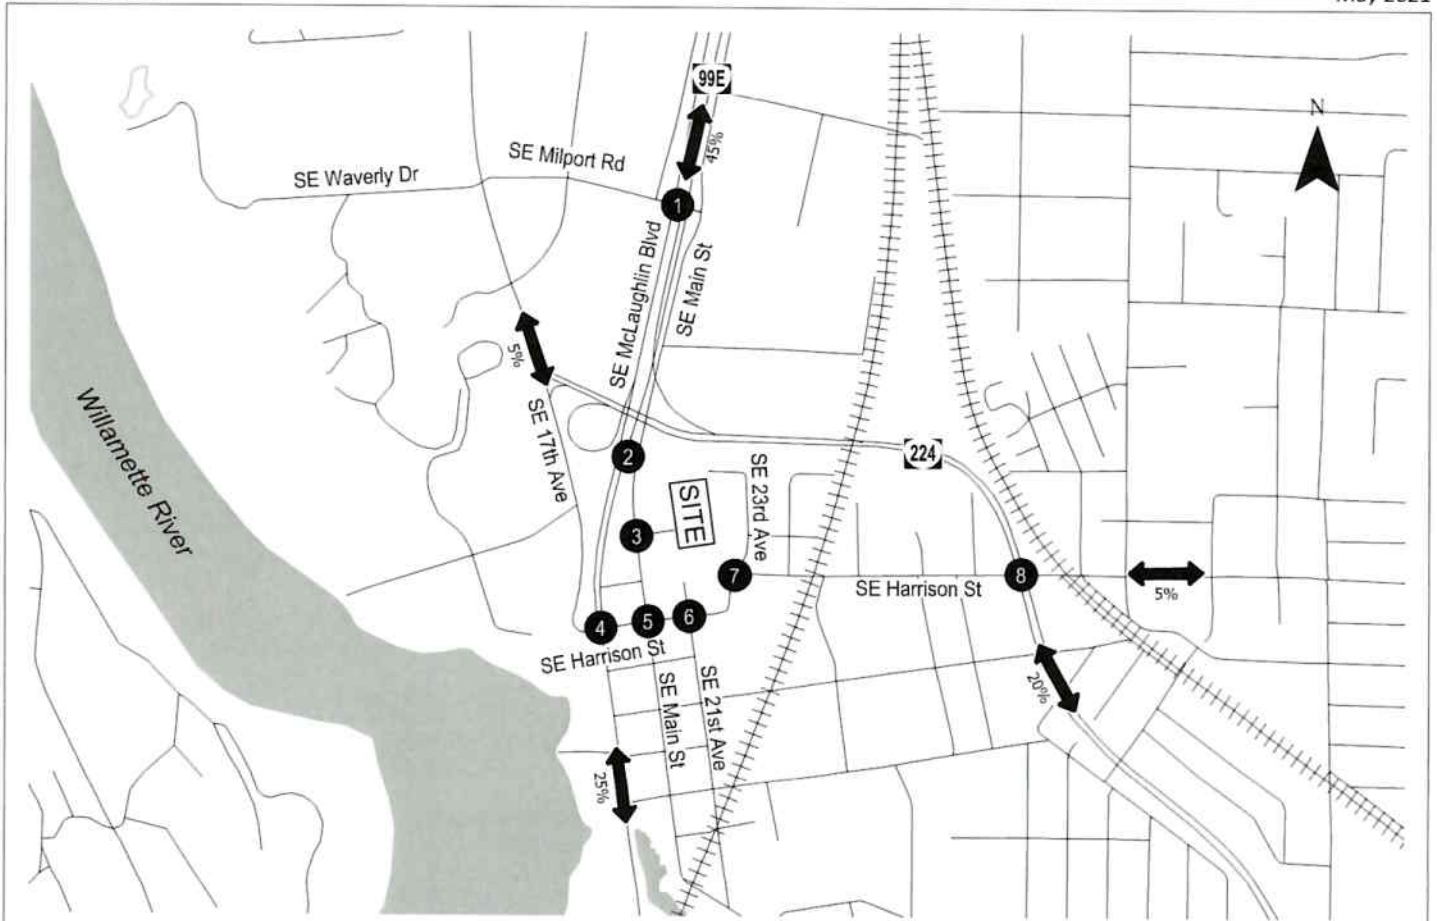 99E
45%
SE Milport Rd
SE Waverly Dr
N
1
SE McLaughlin Blvd
SE Main St
5%
SE 17th Ave
Willamette River
2
224
SITE
SE 23rd Ave
3
7
8
SE Harrison St
5%
4
5
6
SE Harrison St
SE Main St
SE 21st Ave
20%
25%